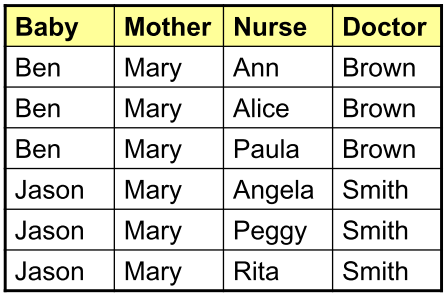 Baby Mother Nurse Doctor
Ben Mary Ann Brown
Ben Mary Alice Brown
Ben Mary Paula Brown
Jason Mary Angela Smith
Jason Mary Peggy Smith
Jason Mary Rita Smith